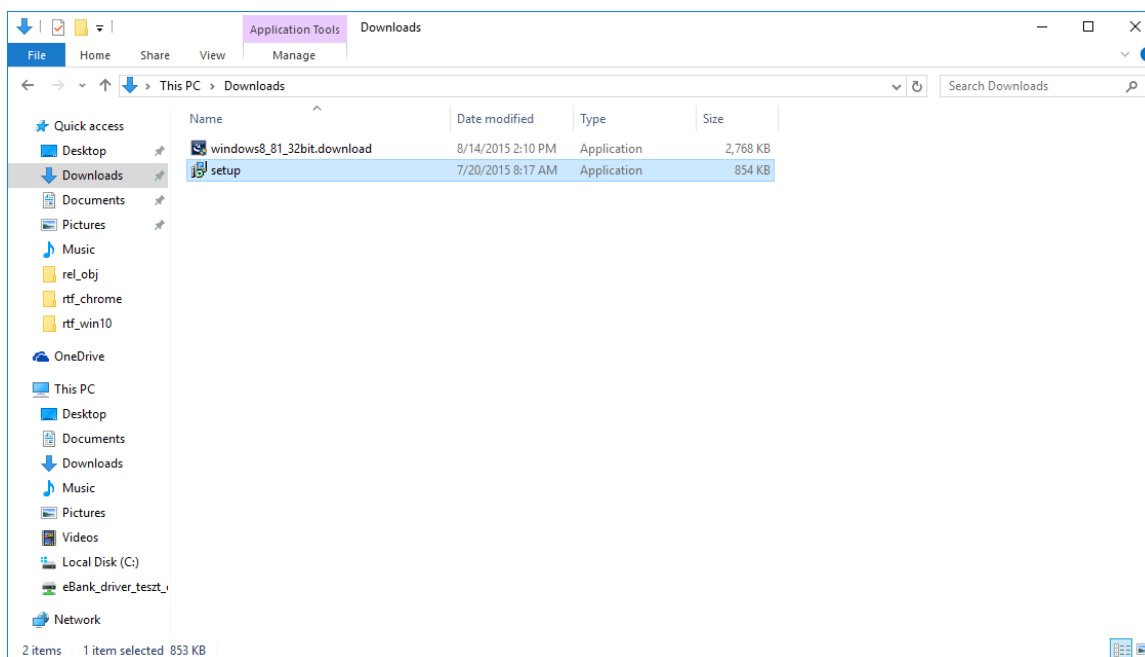 Application Tools Downloads
File Home Share View Manage
This PC Downloads Search Downloads
Name Date modified Type Size
windows8_81_32bit.download 8/14/2015 2:10 PM Application 2,768 KB
setup 7/20/2015 8:17 AM Application 854 KB
Quick access
Desktop
Downloads
Documents
Pictures
Music
rel_obj
rtf_chrome
rtf_win10
OneDrive
This PC
Desktop
Documents
Downloads
Music
Pictures
Videos
Local Disk (C:)
eBank_driver_teszt_
Network
2 items 1 item selected 853 KB